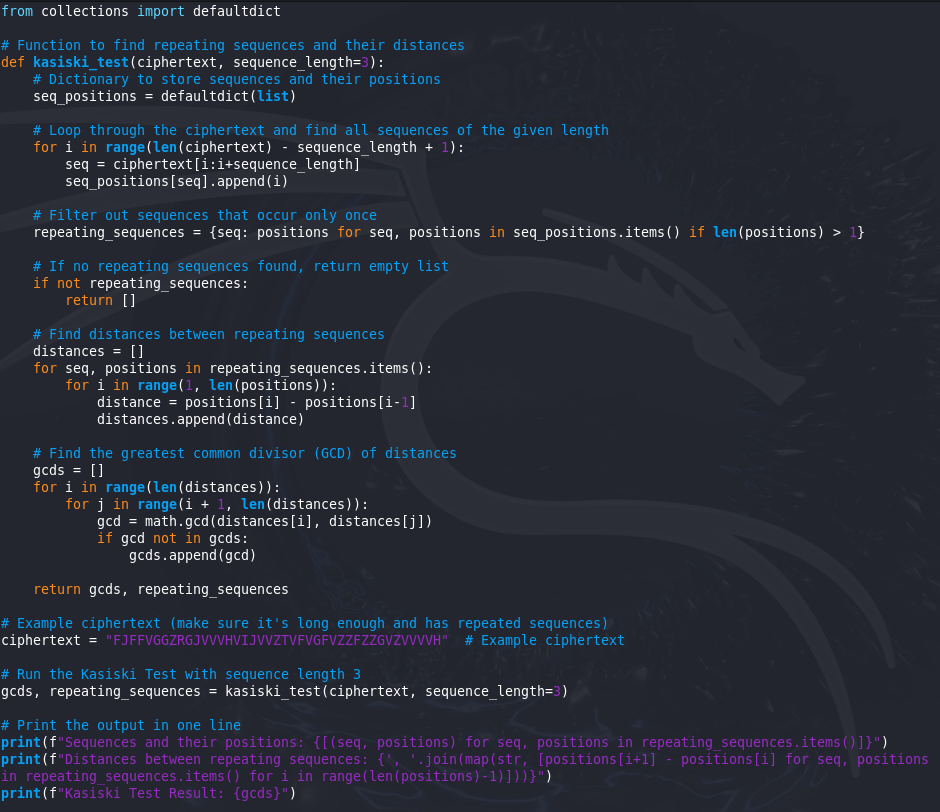 from collections import defaultdict
# Function to find repeating sequences and their distances
def kasiski_test(ciphertext, sequence_length=3):
    # Dictionary to store sequences and their positions
    seq_positions = defaultdict(list)
    # Loop through the ciphertext and find all sequences of the given length
    for i in range(len(ciphertext) - sequence_length + 1):
        seq = ciphertext[i:i+sequence_length]
        seq_positions[seq].append(i)
    # Filter out sequences that occur only once
    repeating_sequences = {seq: positions for seq, positions in seq_positions.items() if len(positions) > 1}
    # If no repeating sequences found, return empty list
    if not repeating_sequences:
        return []
    # Find distances between repeating sequences
    distances = []
    for seq, positions in repeating_sequences.items():
        for i in range(1, len(positions)):
            distance = positions[i] - positions[i-1]
            distances.append(distance)
    # Find the greatest common divisor (GCD) of distances
    gcds = []
    for i in range(len(distances)):
        for j in range(i + 1, len(distances)):
            gcd = math.gcd(distances[i], distances[j])
            if gcd not in gcds:
                gcds.append(gcd)
    return gcds, repeating_sequences
# Example ciphertext (make sure it's long enough and has repeated sequences)
ciphertext = "FJFFVGGZRGJVVVHVIJVVZTVFVGFVZZFZZGVZVVVVH"  # Example ciphertext
# Run the Kasiski Test with sequence length 3
gcds, repeating_sequences = kasiski_test(ciphertext, sequence_length=3)
# Print the output in one line
print(f"Sequences and their positions: {[(seq, positions) for seq, positions in repeating_sequences.items()]}")
print(f"Distances between repeating sequences: {', '.join(map(str, [positions[i+1] - positions[i] for seq, positions
in repeating_sequences.items() for i in range(len(positions)-1)]))}")
print(f"Kasiski Test Result: {gcds}")